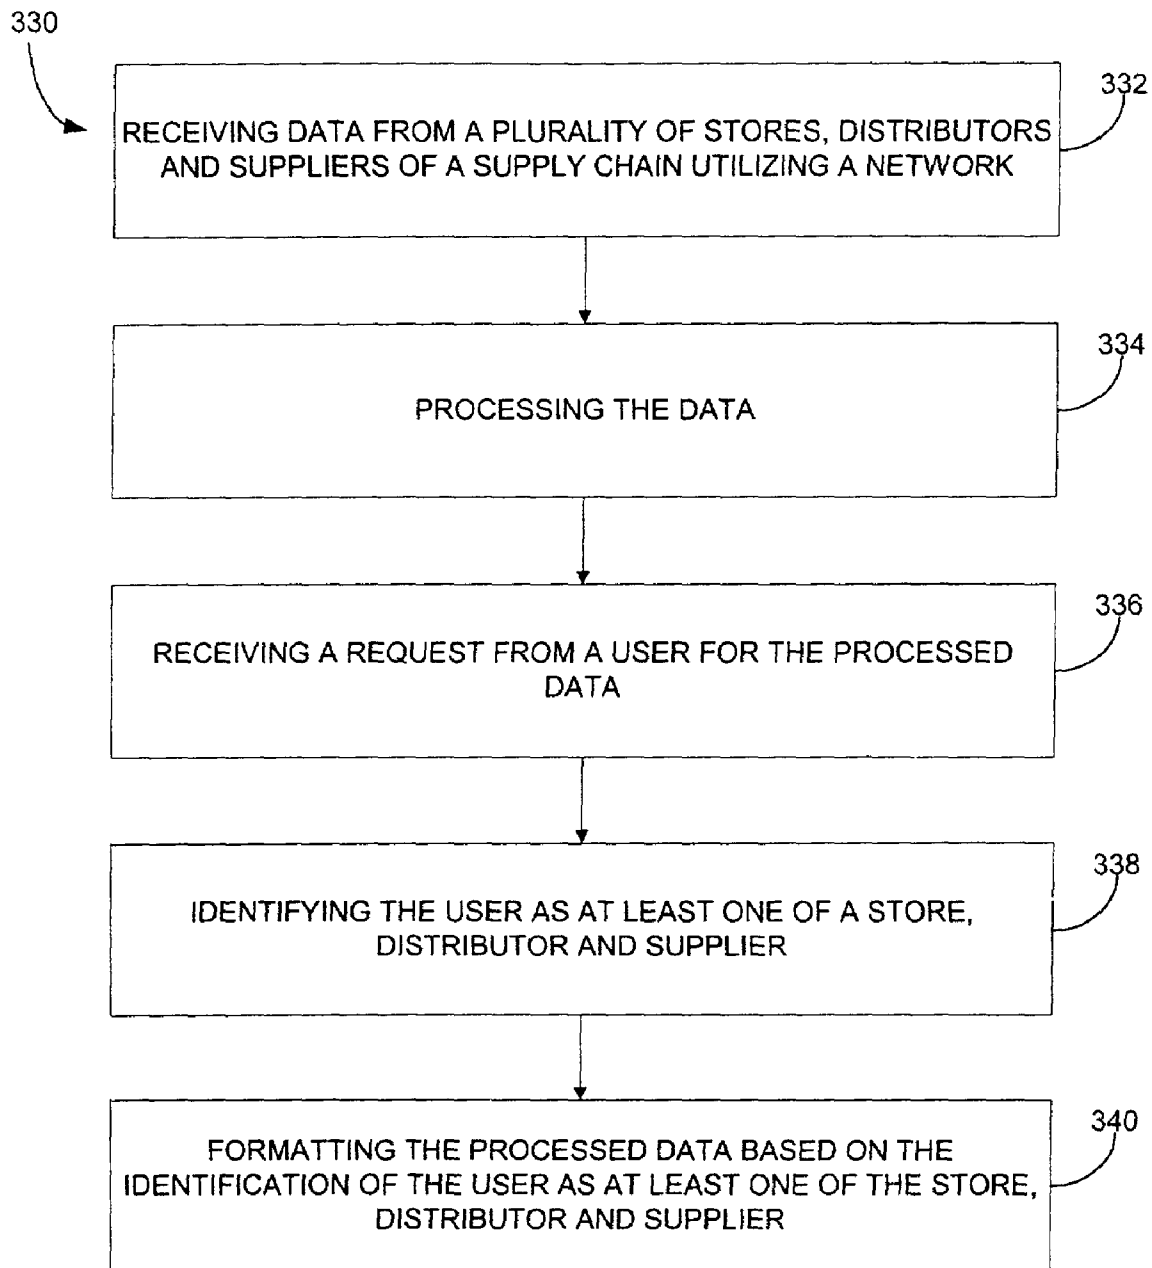 330
332
RECEIVING DATA FROM A PLURALITY OF STORES, DISTRIBUTORS
AND SUPPLIERS OF A SUPPLY CHAIN UTILIZING A NETWORK
334
PROCESSING THE DATA
336
RECEIVING A REQUEST FROM A USER FOR THE PROCESSED
DATA
338
IDENTIFYING THE USER AS AT LEAST ONE OF A STORE,
DISTRIBUTOR AND SUPPLIER
340
FORMATTING THE PROCESSED DATA BASED ON THE
IDENTIFICATION OF THE USER AS AT LEAST ONE OF THE STORE,
DISTRIBUTOR AND SUPPLIER